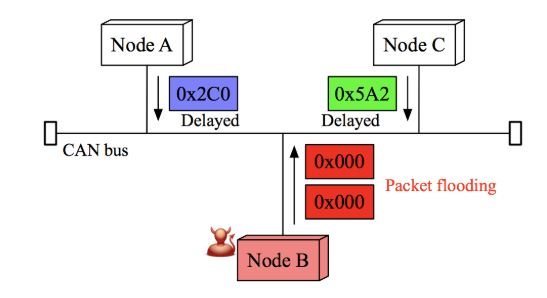 Node A
Node C
0x2C0
0x5A2
Delayed
Delayed
CAN bus
0x000
Packet flooding
0x000
Node B